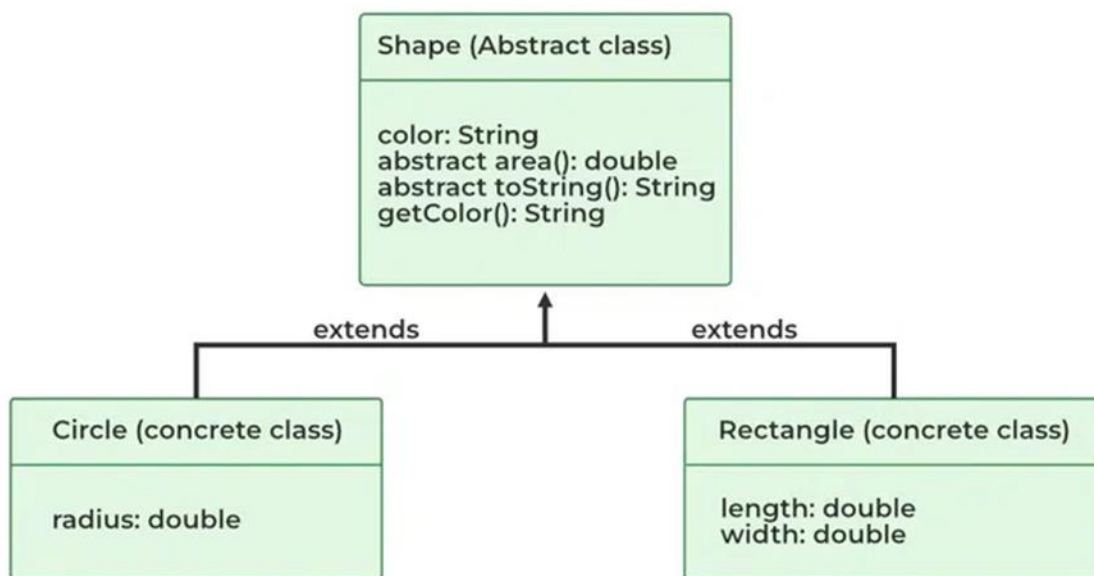 Shape (Abstract class)
color: String
abstract area(): double
abstract toString(): String
getColor(): String
extends
extends
Circle (concrete class)
radius: double
Rectangle (concrete class)
length: double
width: double